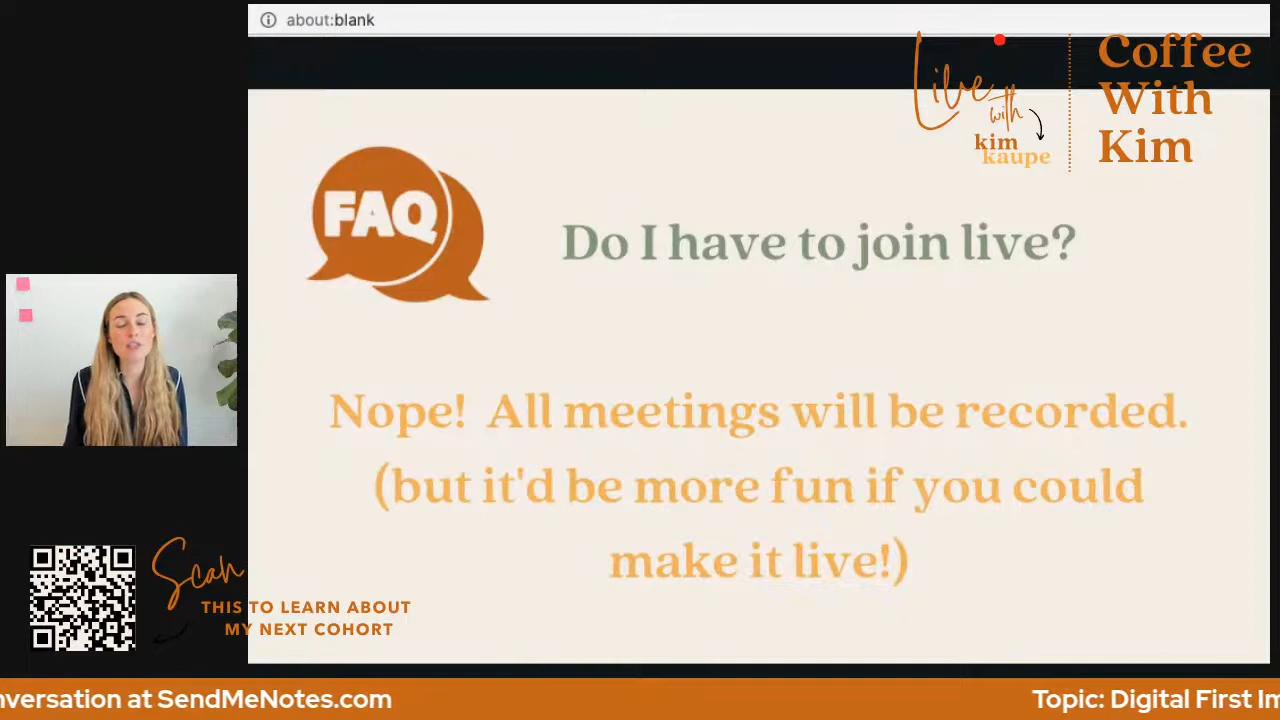 about:blank
Live
with
kim
kaupe
Coffee
With
Kim
FAQ
Do I have to join live?
Nope! All meetings will be recorded.
(but it'd be more fun if you could
make it live!)
Scan
THIS TO LEARN ABOUT
MY NEXT COHORT
at SendMeNotes.com
Topic: Digital First